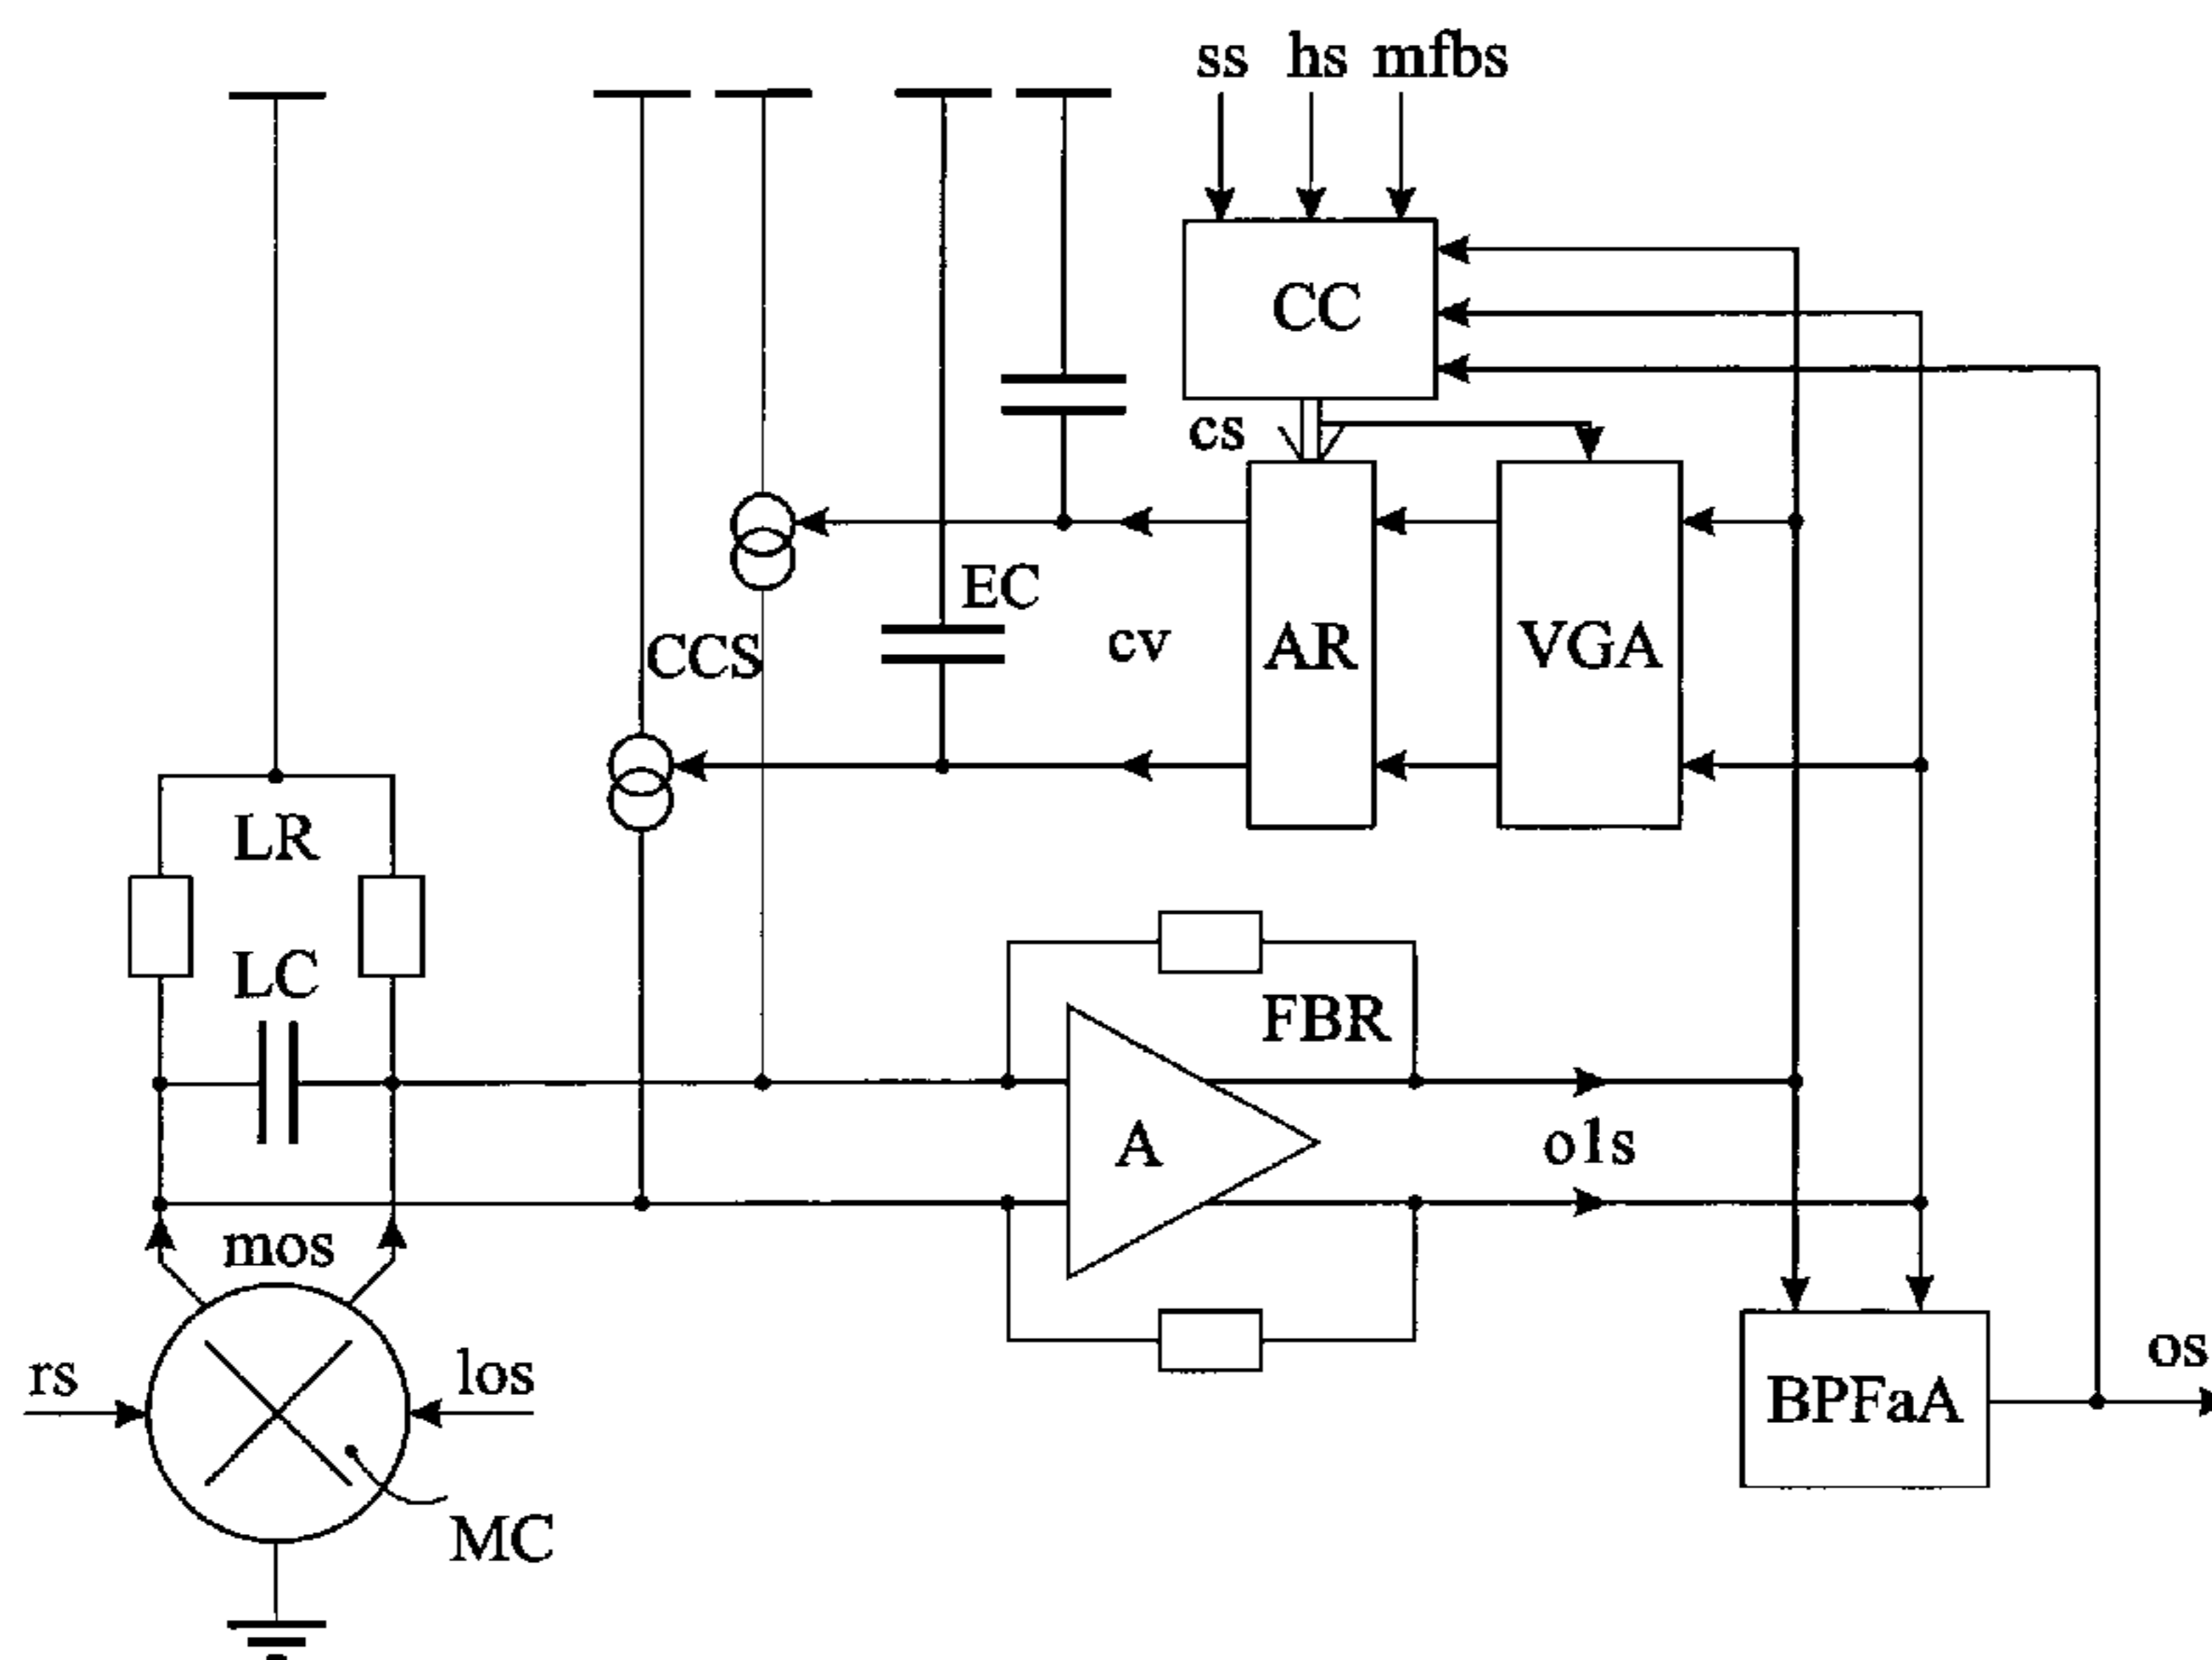 ss hs mfbs
CC
cs
EC
CCS
cv
AR
VGA
LR
LC
FBR
A
o1s
mos
rs
los
os
BPFaA
MC